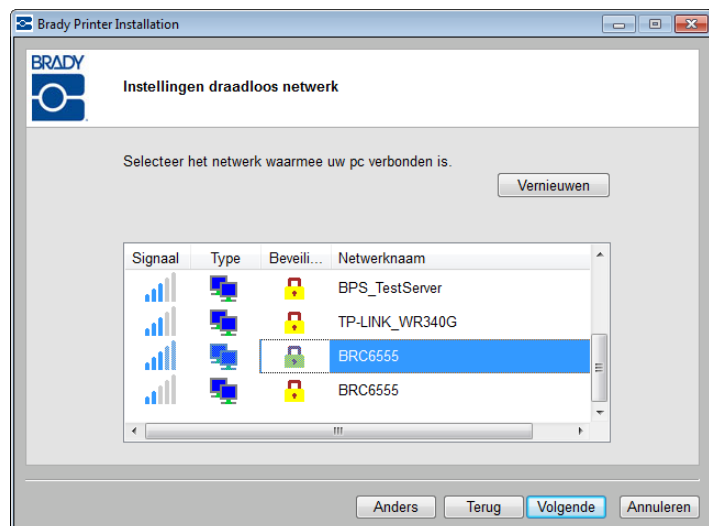 Brady Printer Installation
BRADY
Instellingen draadloos netwerk
Selecteer het netwerk waarmee uw pc verbonden is.
Vernieuwen
Signaal Type Beveili... Netwerknaam
BPS_TestServer
TP-LINK_WR340G
BRC6555
BRC6555
Anders Terug Volgende Annuleren